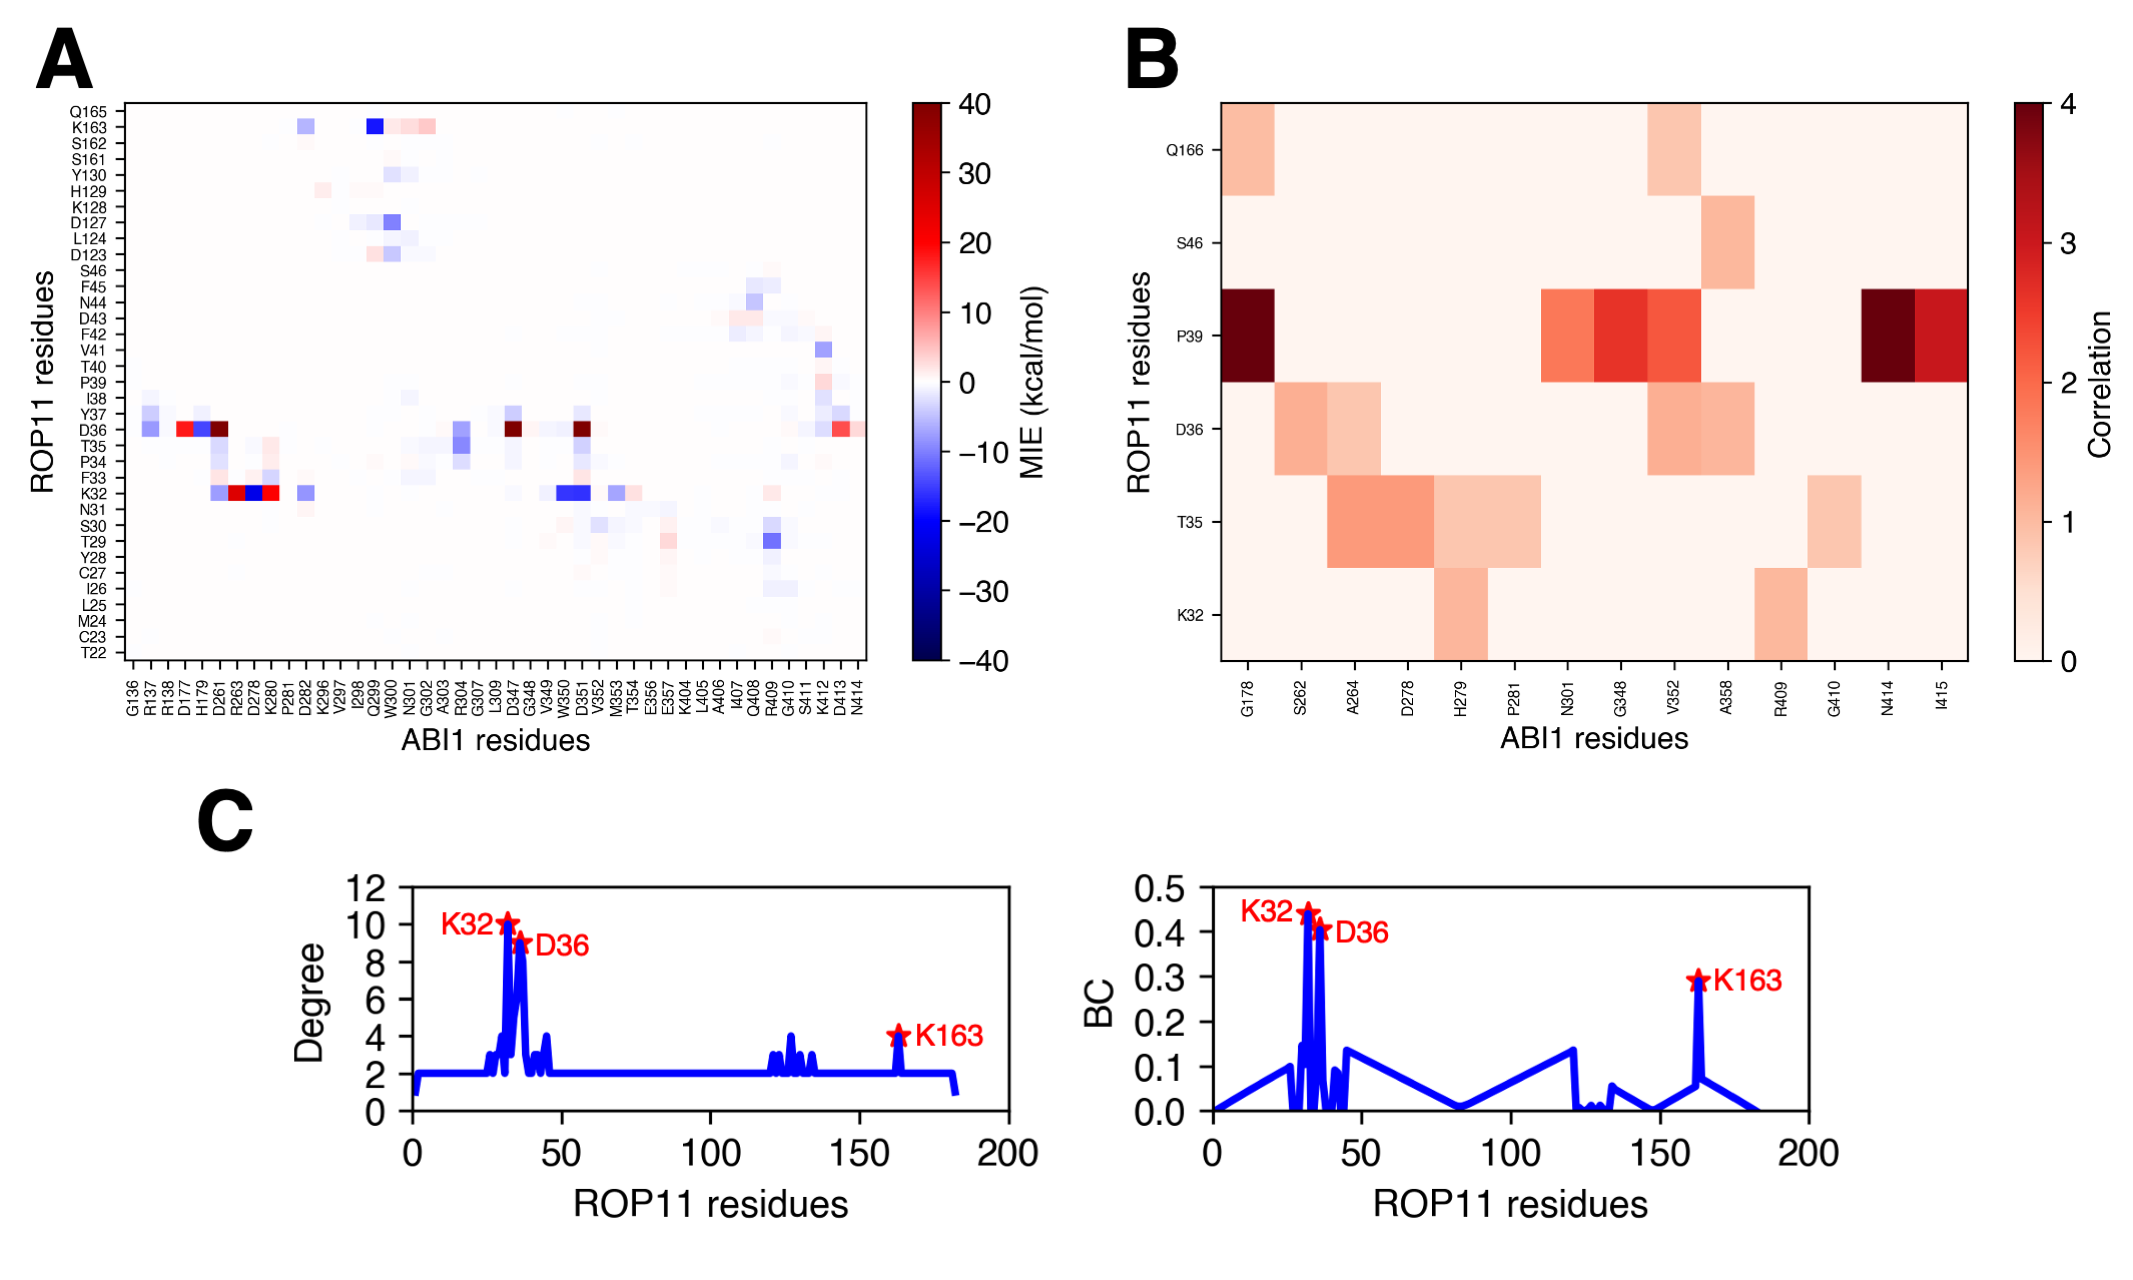 A
Q165
K163
S162
S161
Y130
H129
K128
D127
L124
D123
S46
F45
N44
D43
F42
V41
T40
P39
I38
Y37
D36
T35
P34
F33
K32
N31
S30
T29
Y28
C27
I26
L25
M24
C23
T22
ROP11 residues
G136 R137 R138 D177 H179 D261 R263 D278 K280 P281 D282 K296 V297 I298 Q299 W300 N301 G302 A303 R304 G307 L309 D347 G348 V349 W350 D351 V352 M353 T354 E356 E357 K404 L405 A406 I407 Q408 R409 G410 S411 K412 D413 N414
ABI1 residues
40
30
20
10
0
−10
−20
−30
−40
MIE (kcal/mol)
B
Q166
S46
P39
D36
T35
K32
ROP11 residues
G178 S262 A264 D278 H279 P281 N301 G348 V352 A358 R409 G410 N414 I415
ABI1 residues
4
3
2
1
0
Correlation
C
12
10
8
6
4
2
0
Degree
K32
D36
K163
0 50 100 150 200
ROP11 residues
0.5
0.4
0.3
0.2
0.1
0.0
BC
K32
D36
K163
0 50 100 150 200
ROP11 residues